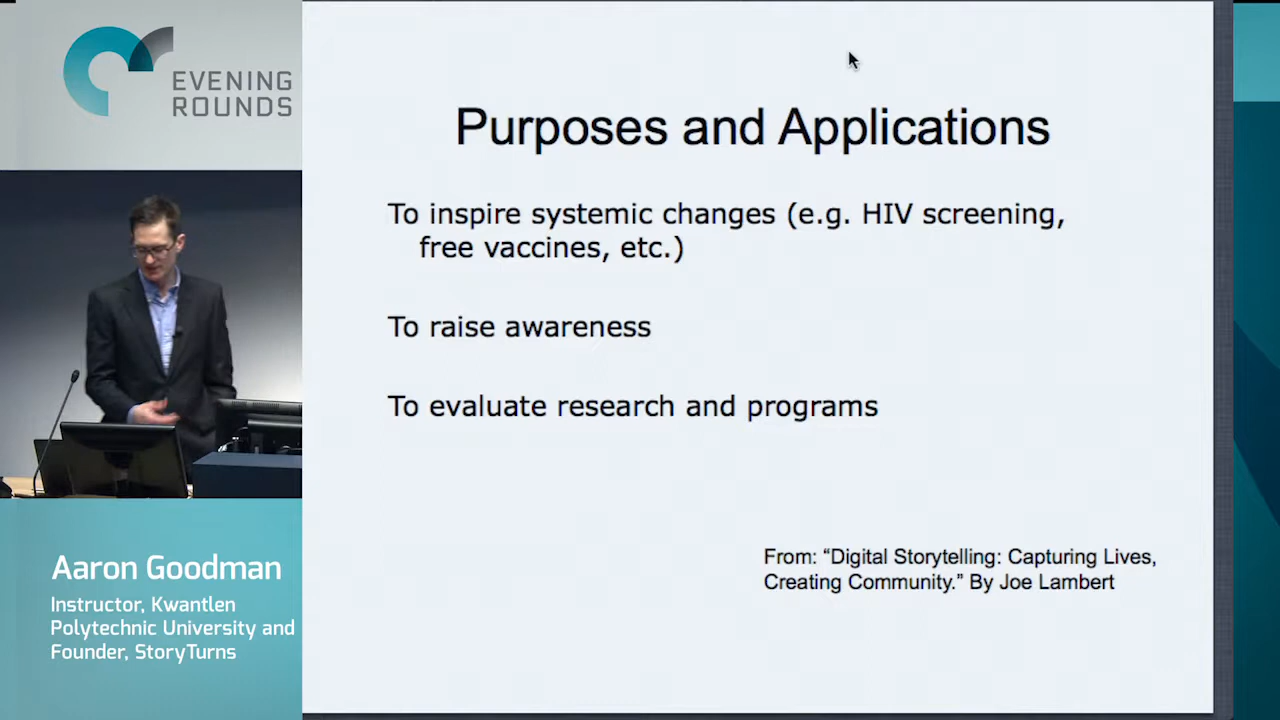 EVENING
ROUNDS
Purposes and Applications
To inspire systemic changes (e.g. HIV screening,
free vaccines, etc.)
To raise awareness
To evaluate research and programs
From: “Digital Storytelling: Capturing Lives,
Creating Community.” By Joe Lambert
Aaron Goodman
Instructor, Kwantlen
Polytechnic University and
Founder, StoryTurns